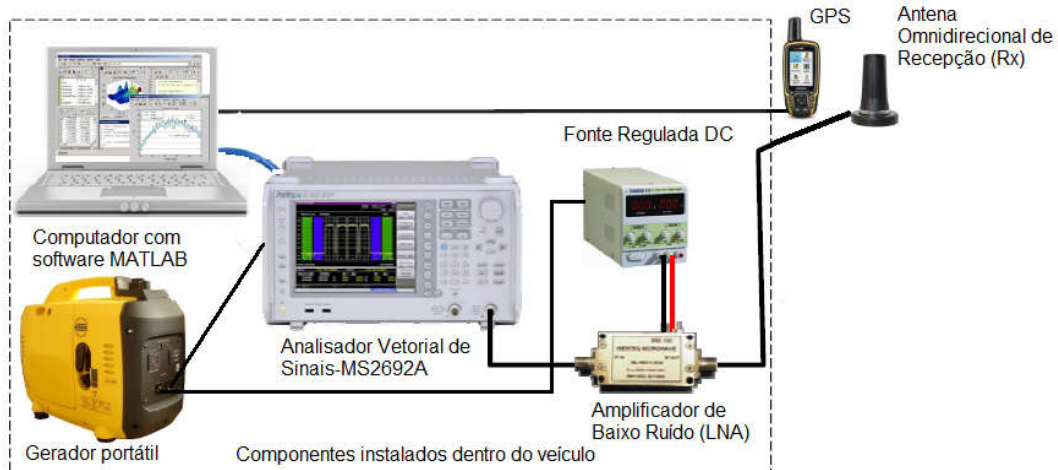 GPS
Antena
Omnidirecional de
Recepção (Rx)
Fonte Regulada DC
Computador com
software MATLAB
Analisador Vetorial de
Sinais-MS2692A
Amplificador de
Baixo Ruído (LNA)
Gerador portátil
Componentes instalados dentro do veículo